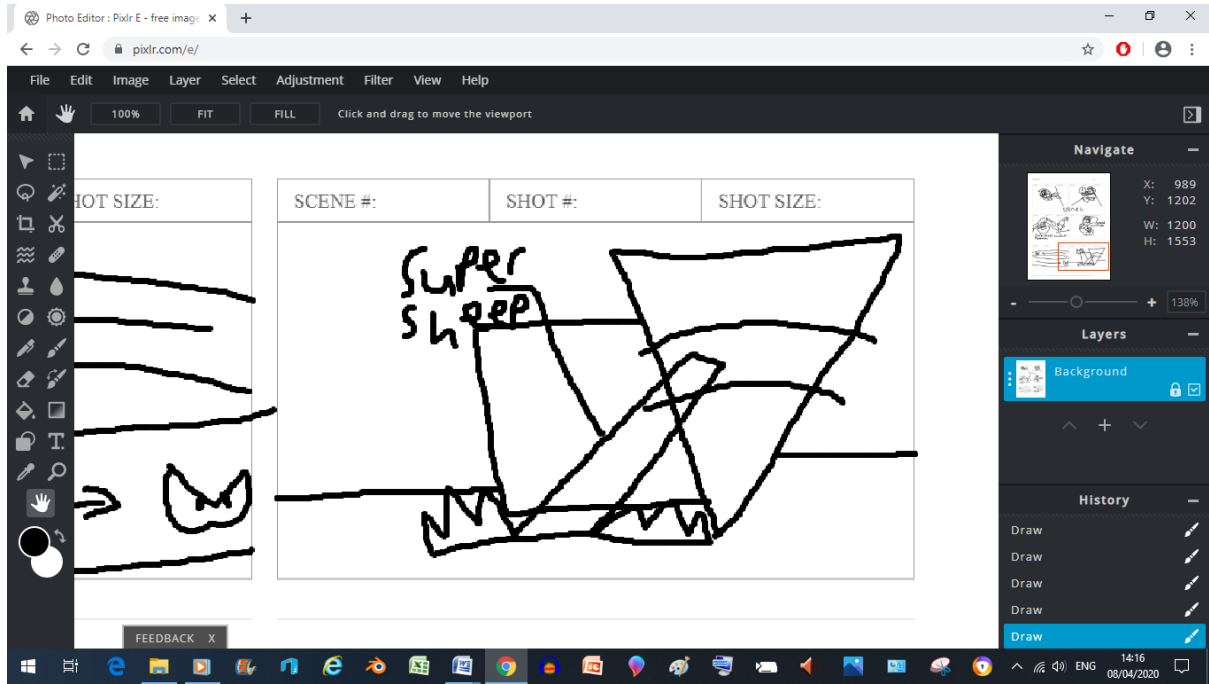 Photo Editor : Pixlr E - free image
pixlr.com/e/
File Edit Image Layer Select Adjustment Filter View Help
100% FIT FILL Click and drag to move the viewport
HOT SIZE:
SCENE #: SHOT #: SHOT SIZE:
Super
Sheep
Navigate
X: 989
Y: 1202
W: 1200
H: 1553
138%
Layers
Background
History
Draw
Draw
Draw
Draw
Draw
FEEDBACK X
ENG
14:16
08/04/2020